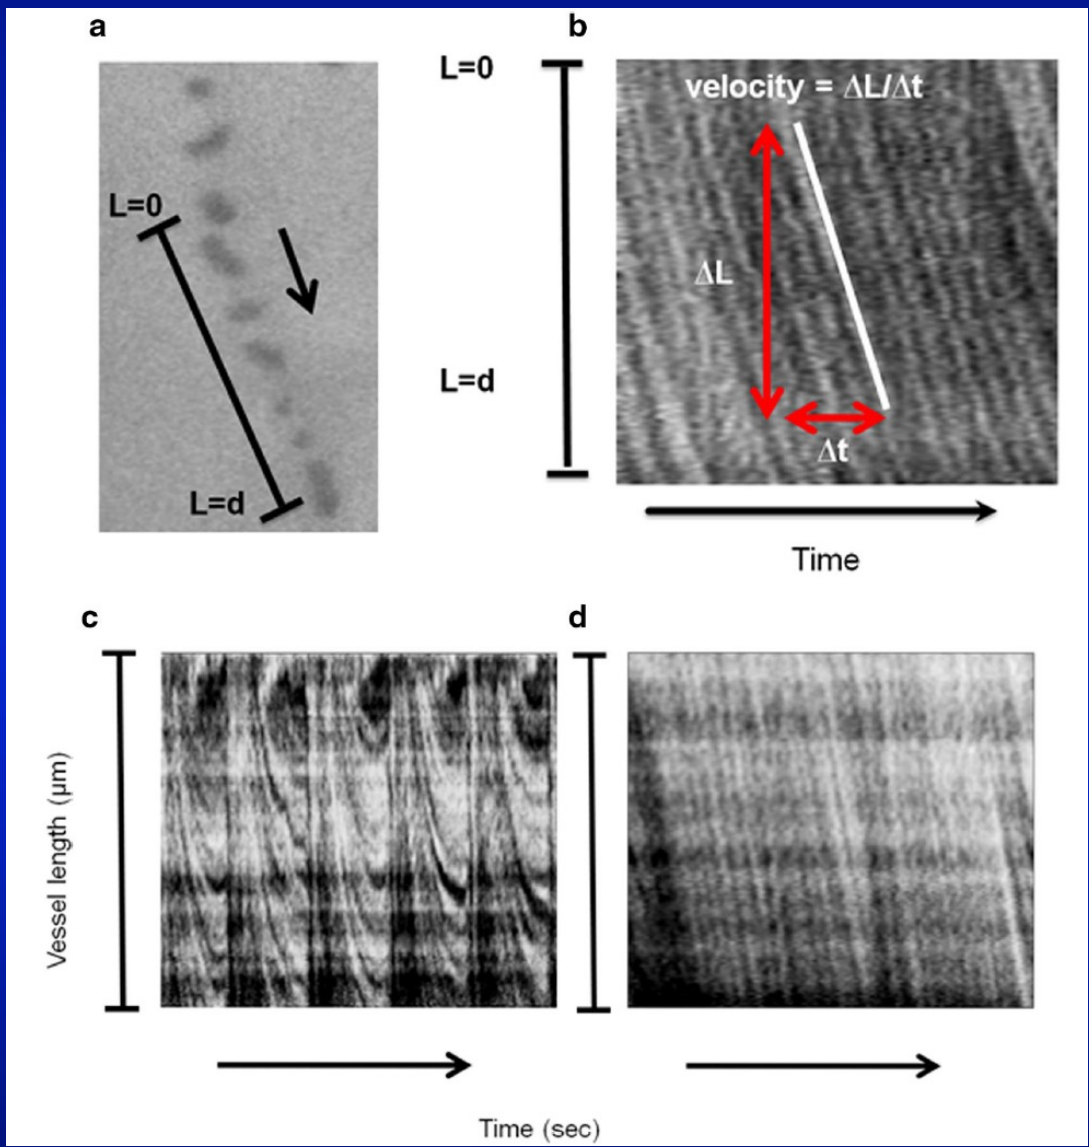 a
L=0
L=d
b
L=0
L=d
velocity = ΔL/Δt
ΔL
Δt
Time
c
d
Vessel length (μm)
Time (sec)